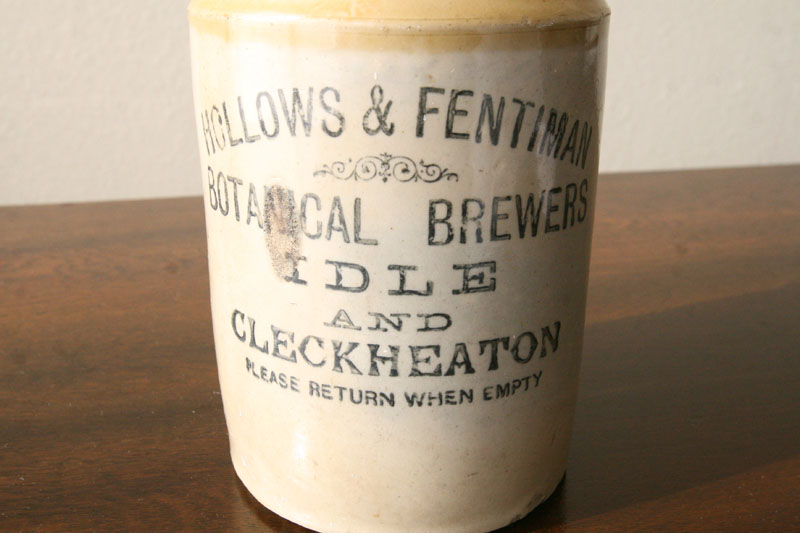 HOLLOWS & FENTIMAN
BOTANICAL BREWERS
IDLE
AND
CLECKHEATON
PLEASE RETURN WHEN EMPTY